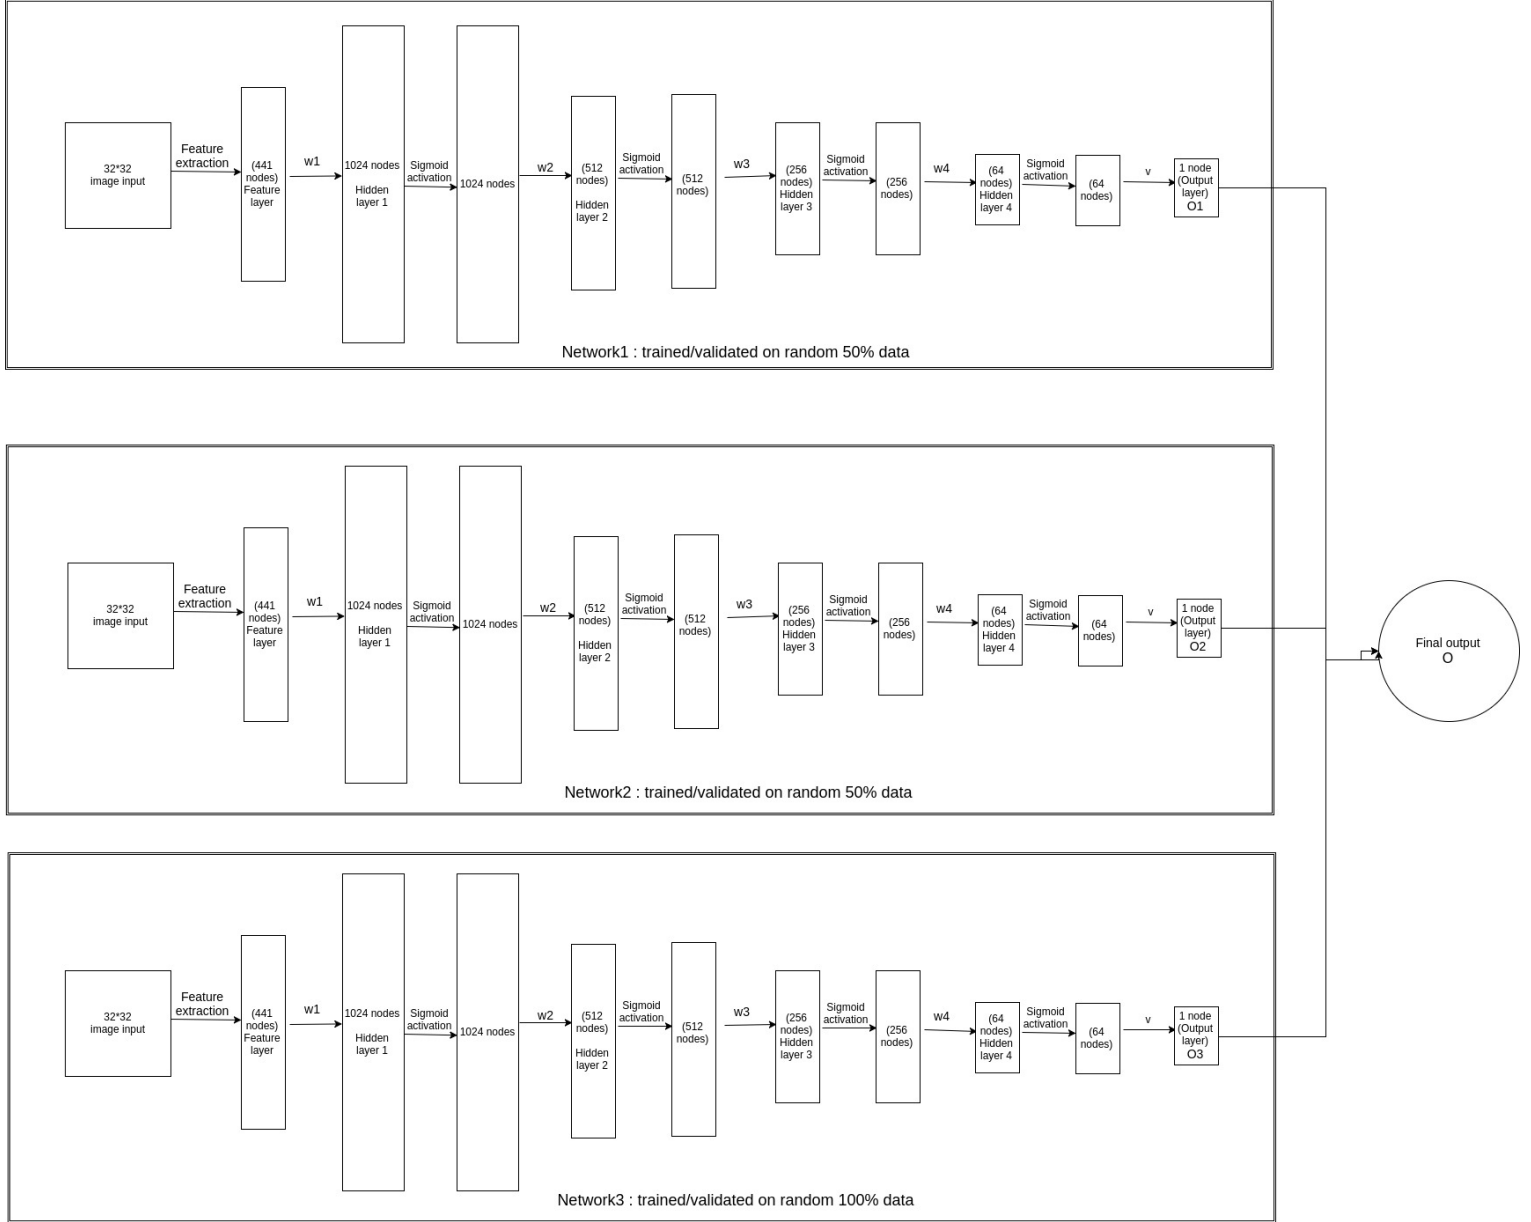 32*32
image input
Feature
extraction
(441
nodes)
Feature
layer
w1
1024 nodes
Hidden
layer 1
Sigmoid
activation
1024 nodes
w2
(512
nodes)
Hidden
layer 2
Sigmoid
activation
(512
nodes)
w3
(256
nodes)
Hidden
layer 3
Sigmoid
activation
(256
nodes)
w4
(64
nodes)
Hidden
layer 4
Sigmoid
activation
(64
nodes)
v
1 node
(Output
layer)
O1
Network1 : trained/validated on random 50% data
32*32
image input
Feature
extraction
(441
nodes)
Feature
layer
w1
1024 nodes
Hidden
layer 1
Sigmoid
activation
1024 nodes
w2
(512
nodes)
Hidden
layer 2
Sigmoid
activation
(512
nodes)
w3
(256
nodes)
Hidden
layer 3
Sigmoid
activation
(256
nodes)
w4
(64
nodes)
Hidden
layer 4
Sigmoid
activation
(64
nodes)
v
1 node
(Output
layer)
O2
Network2 : trained/validated on random 50% data
Final output
O
32*32
image input
Feature
extraction
(441
nodes)
Feature
layer
w1
1024 nodes
Hidden
layer 1
Sigmoid
activation
1024 nodes
w2
(512
nodes)
Hidden
layer 2
Sigmoid
activation
(512
nodes)
w3
(256
nodes)
Hidden
layer 3
Sigmoid
activation
(256
nodes)
w4
(64
nodes)
Hidden
layer 4
Sigmoid
activation
(64
nodes)
v
1 node
(Output
layer)
O3
Network3 : trained/validated on random 100% data